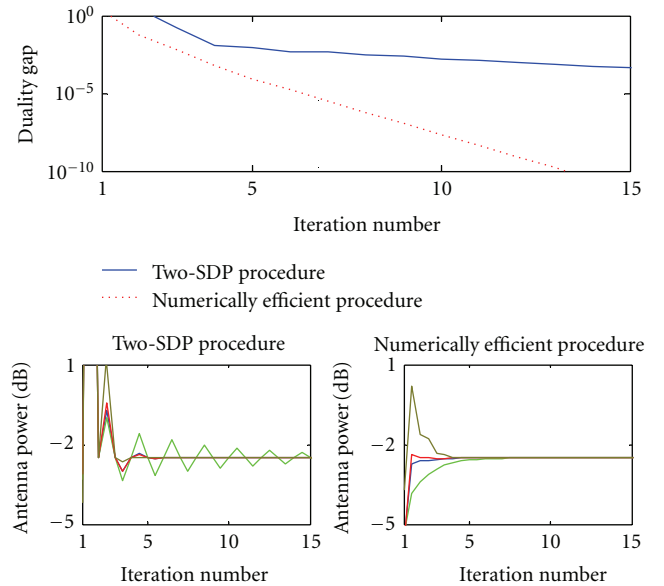 10^0
10^−5
10^−10
Duality gap
1 5 10 15
Iteration number
Two-SDP procedure
Numerically efficient procedure
Two-SDP procedure
1
−2
−5
Antenna power (dB)
1 5 10 15
Iteration number
Numerically efficient procedure
1
−2
−5
Antenna power (dB)
1 5 10 15
Iteration number